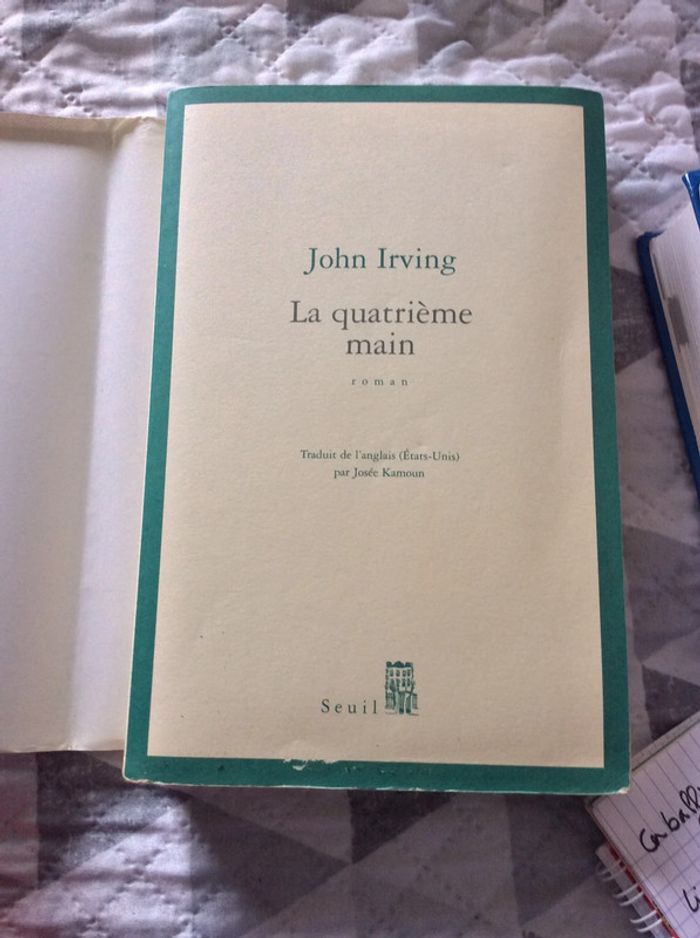 John Irving
La quatrième
main
roman
Traduit de l'anglais (États-Unis)
par Josée Kamoun
Seuil